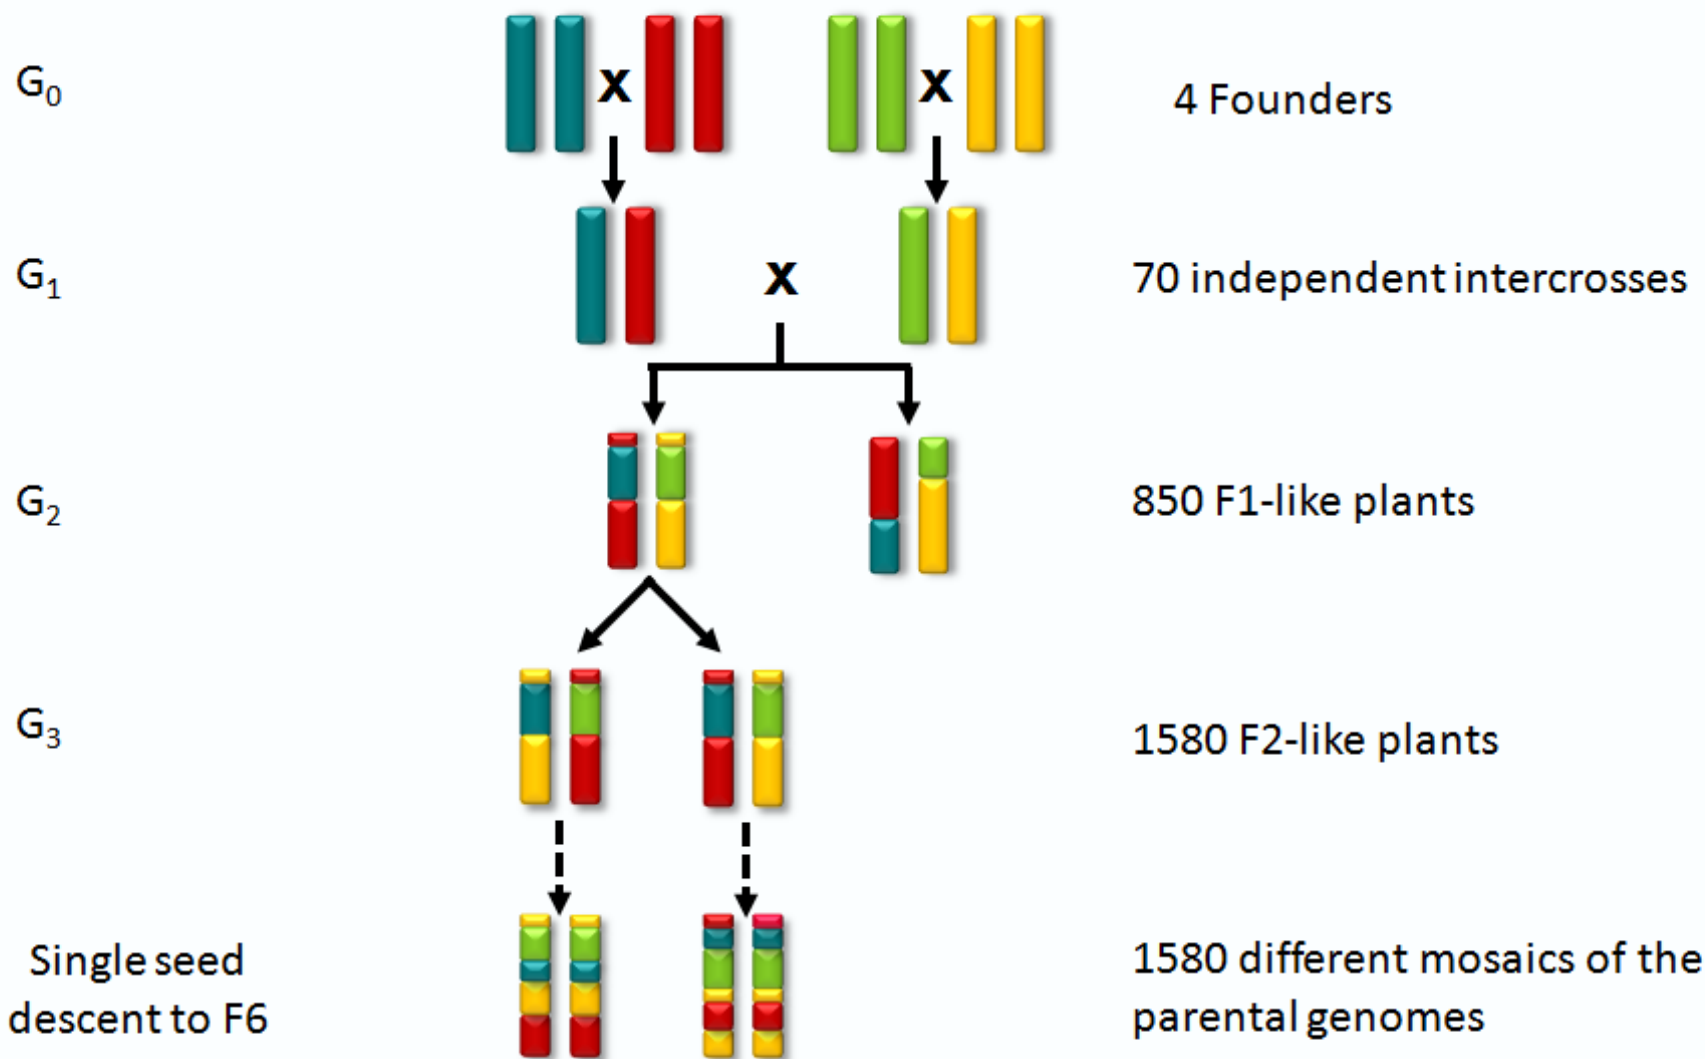 G0
X
X
4 Founders
G1
X
70 independent intercrosses
G2
850 F1-like plants
G3
1580 F2-like plants
Single seed
descent to F6
1580 different mosaics of the
parental genomes